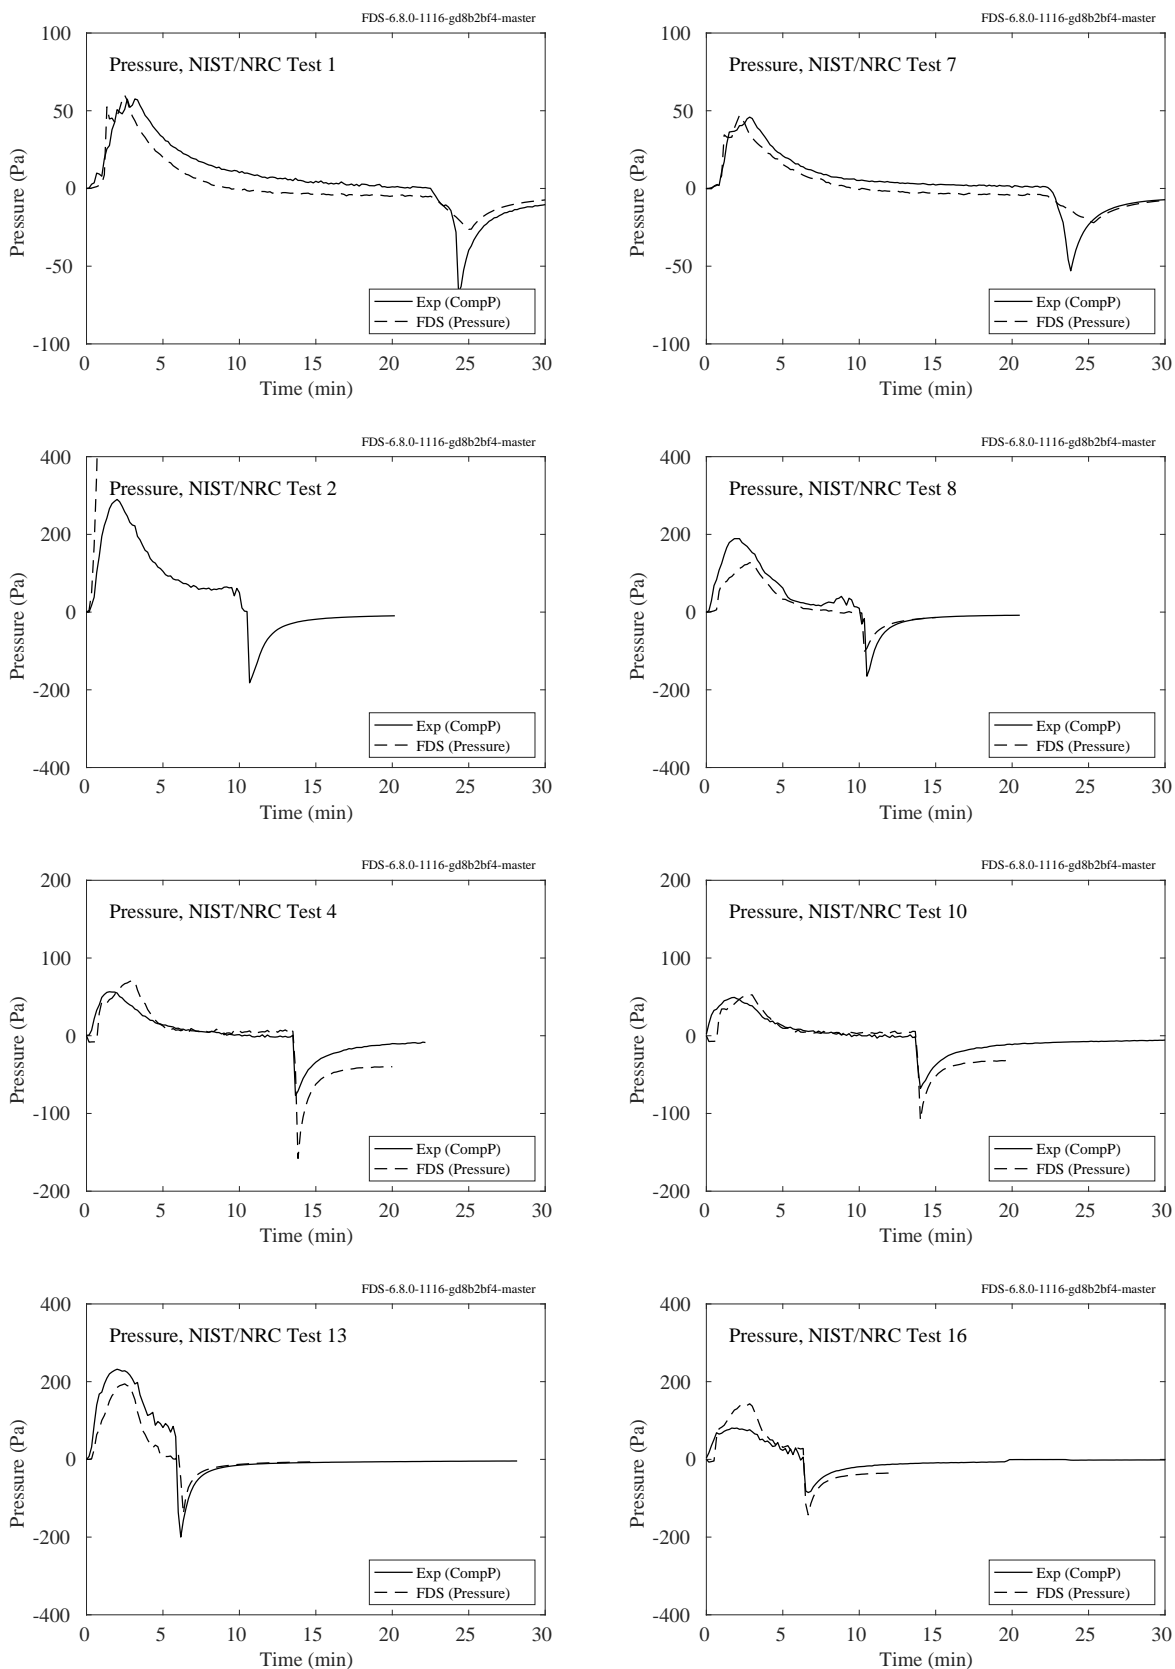 FDS-6.8.0-1116-gd8b2bf4-master
Pressure, NIST/NRC Test 1
Pressure (Pa)
100
50
0
-50
-100
Exp (CompP)
FDS (Pressure)
0 5 10 15 20 25 30
Time (min)
FDS-6.8.0-1116-gd8b2bf4-master
Pressure, NIST/NRC Test 7
Pressure (Pa)
100
50
0
-50
-100
Exp (CompP)
FDS (Pressure)
0 5 10 15 20 25 30
Time (min)
FDS-6.8.0-1116-gd8b2bf4-master
Pressure, NIST/NRC Test 2
Pressure (Pa)
400
200
0
-200
-400
Exp (CompP)
FDS (Pressure)
0 5 10 15 20 25 30
Time (min)
FDS-6.8.0-1116-gd8b2bf4-master
Pressure, NIST/NRC Test 8
Pressure (Pa)
400
200
0
-200
-400
Exp (CompP)
FDS (Pressure)
0 5 10 15 20 25 30
Time (min)
FDS-6.8.0-1116-gd8b2bf4-master
Pressure, NIST/NRC Test 4
Pressure (Pa)
200
100
0
-100
-200
Exp (CompP)
FDS (Pressure)
0 5 10 15 20 25 30
Time (min)
FDS-6.8.0-1116-gd8b2bf4-master
Pressure, NIST/NRC Test 10
Pressure (Pa)
200
100
0
-100
-200
Exp (CompP)
FDS (Pressure)
0 5 10 15 20 25 30
Time (min)
FDS-6.8.0-1116-gd8b2bf4-master
Pressure, NIST/NRC Test 13
Pressure (Pa)
400
200
0
-200
-400
Exp (CompP)
FDS (Pressure)
0 5 10 15 20 25 30
Time (min)
FDS-6.8.0-1116-gd8b2bf4-master
Pressure, NIST/NRC Test 16
Pressure (Pa)
400
200
0
-200
-400
Exp (CompP)
FDS (Pressure)
0 5 10 15 20 25 30
Time (min)